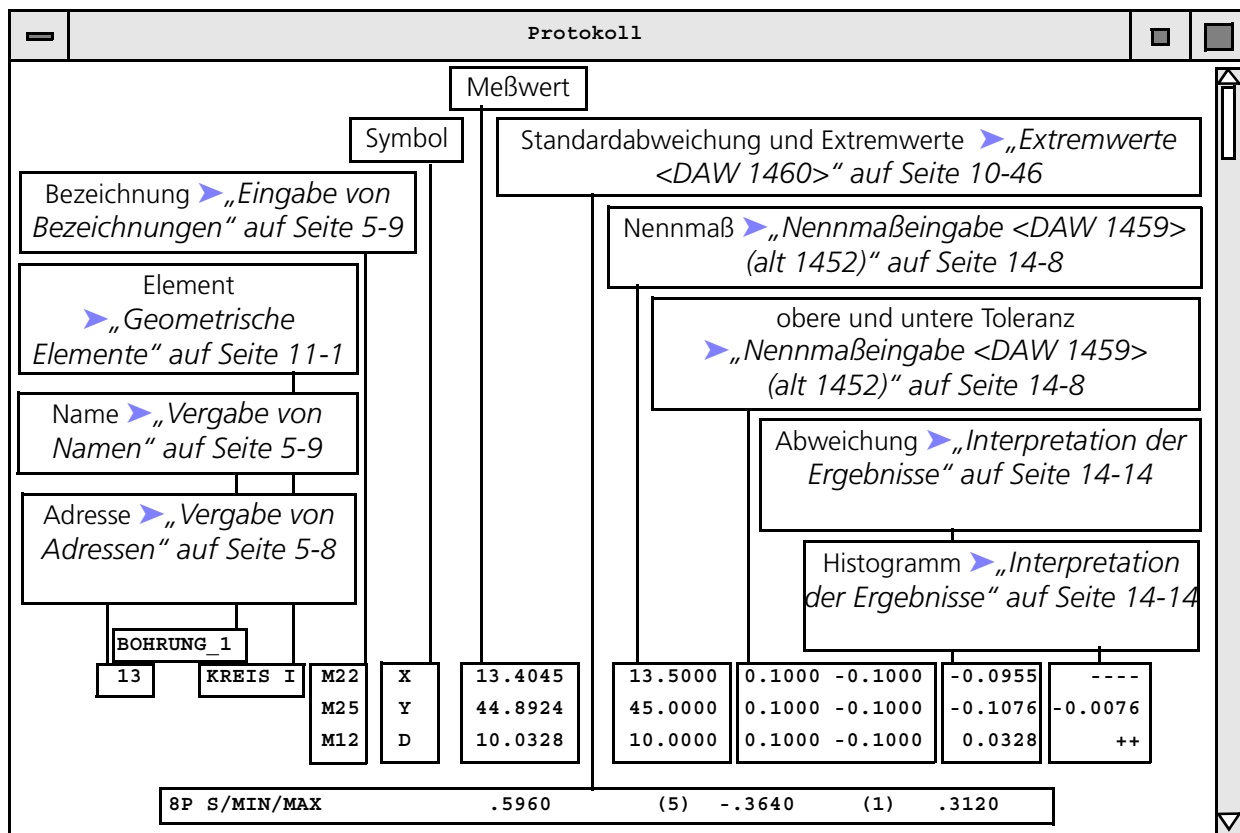 Protokoll
Meßwert
Symbol
Standardabweichung und Extremwerte ➤ „Extremwerte
<DAW 1460>“ auf Seite 10-46
Bezeichnung ➤ „Eingabe von
Bezeichnungen“ auf Seite 5-9
Nennmaß ➤ „Nennmaßeingabe <DAW 1459>
(alt 1452)“ auf Seite 14-8
Element
➤ „Geometrische
Elemente“ auf Seite 11-1
obere und untere Toleranz
➤ „Nennmaßeingabe <DAW 1459>
(alt 1452)“ auf Seite 14-8
Name ➤ „Vergabe von
Namen“ auf Seite 5-9
Abweichung ➤ „Interpretation der
Ergebnisse“ auf Seite 14-14
Adresse ➤ „Vergabe von
Adressen“ auf Seite 5-8
Histogramm ➤ „Interpretation
der Ergebnisse“ auf Seite 14-14
BOHRUNG_1
13 KREIS I M22 X 13.4045 13.5000 0.1000 -0.1000 -0.0955 ----
M25 Y 44.8924 45.0000 0.1000 -0.1000 -0.1076 -0.0076
M12 D 10.0328 10.0000 0.1000 -0.1000 0.0328 ++
8P S/MIN/MAX .5960 (5) -.3640 (1) .3120